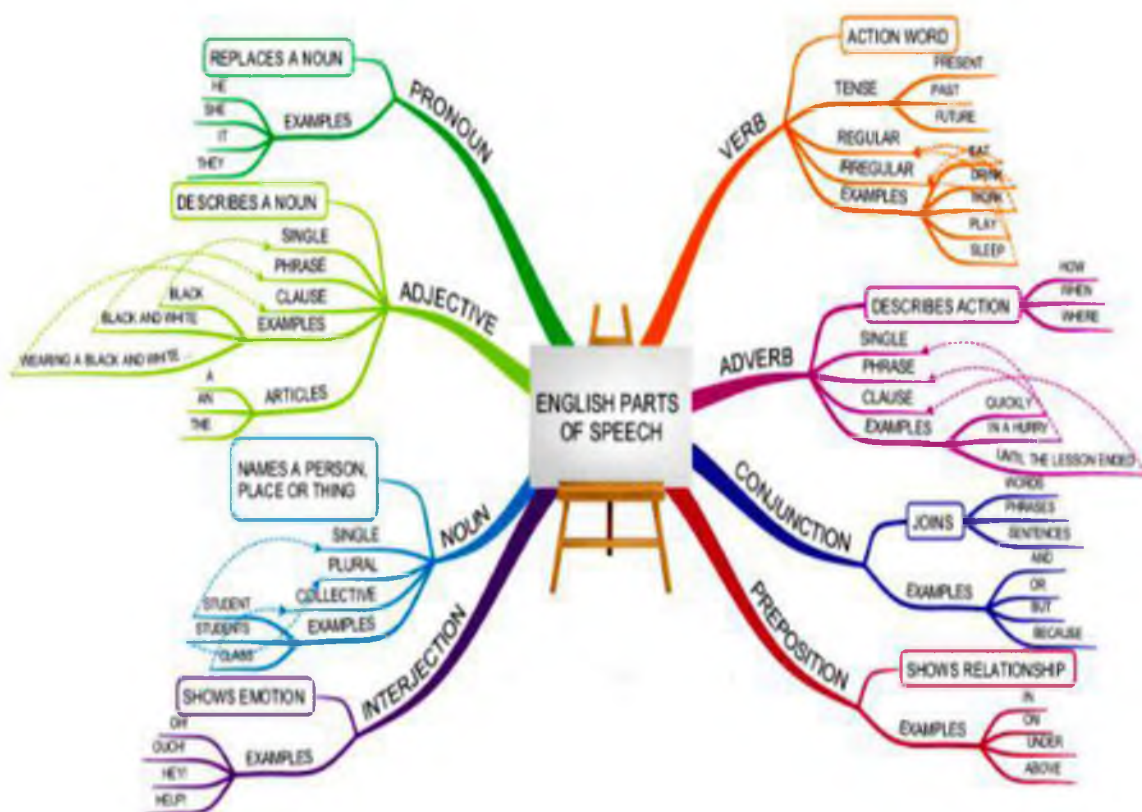 ENGLISH PARTS
OF SPEECH
VERB
ACTION WORD
TENSE
PRESENT
PAST
FUTURE
REGULAR
IRREGULAR
EXAMPLES
EAT
DRINK
WORK
PLAY
SLEEP
ADVERB
DESCRIBES ACTION
HOW
WHEN
WHERE
SINGLE
PHRASE
CLAUSE
EXAMPLES
QUICKLY
IN A HURRY
UNTIL THE LESSON ENDED
CONJUNCTION
JOINS
WORDS
PHRASES
SENTENCES
EXAMPLES
AND
OR
BUT
BECAUSE ...
PREPOSITION
SHOWS RELATIONSHIP
EXAMPLES
IN
ON
UNDER
ABOVE
PRONOUN
REPLACES A NOUN
EXAMPLES
HE
SHE
IT
THEY
ADJECTIVE
DESCRIBES A NOUN
SINGLE
PHRASE
CLAUSE
EXAMPLES
BLACK
BLACK AND WHITE
WEARING A BLACK AND WHITE ...
ARTICLES
A
AN
THE
NOUN
NAMES A PERSON,
PLACE OR THING
SINGLE
PLURAL
COLLECTIVE
EXAMPLES
STUDENT
STUDENTS
CLASS
INTERJECTION
SHOWS EMOTION
EXAMPLES
OH!
OUCH!
HEY!
HELP!